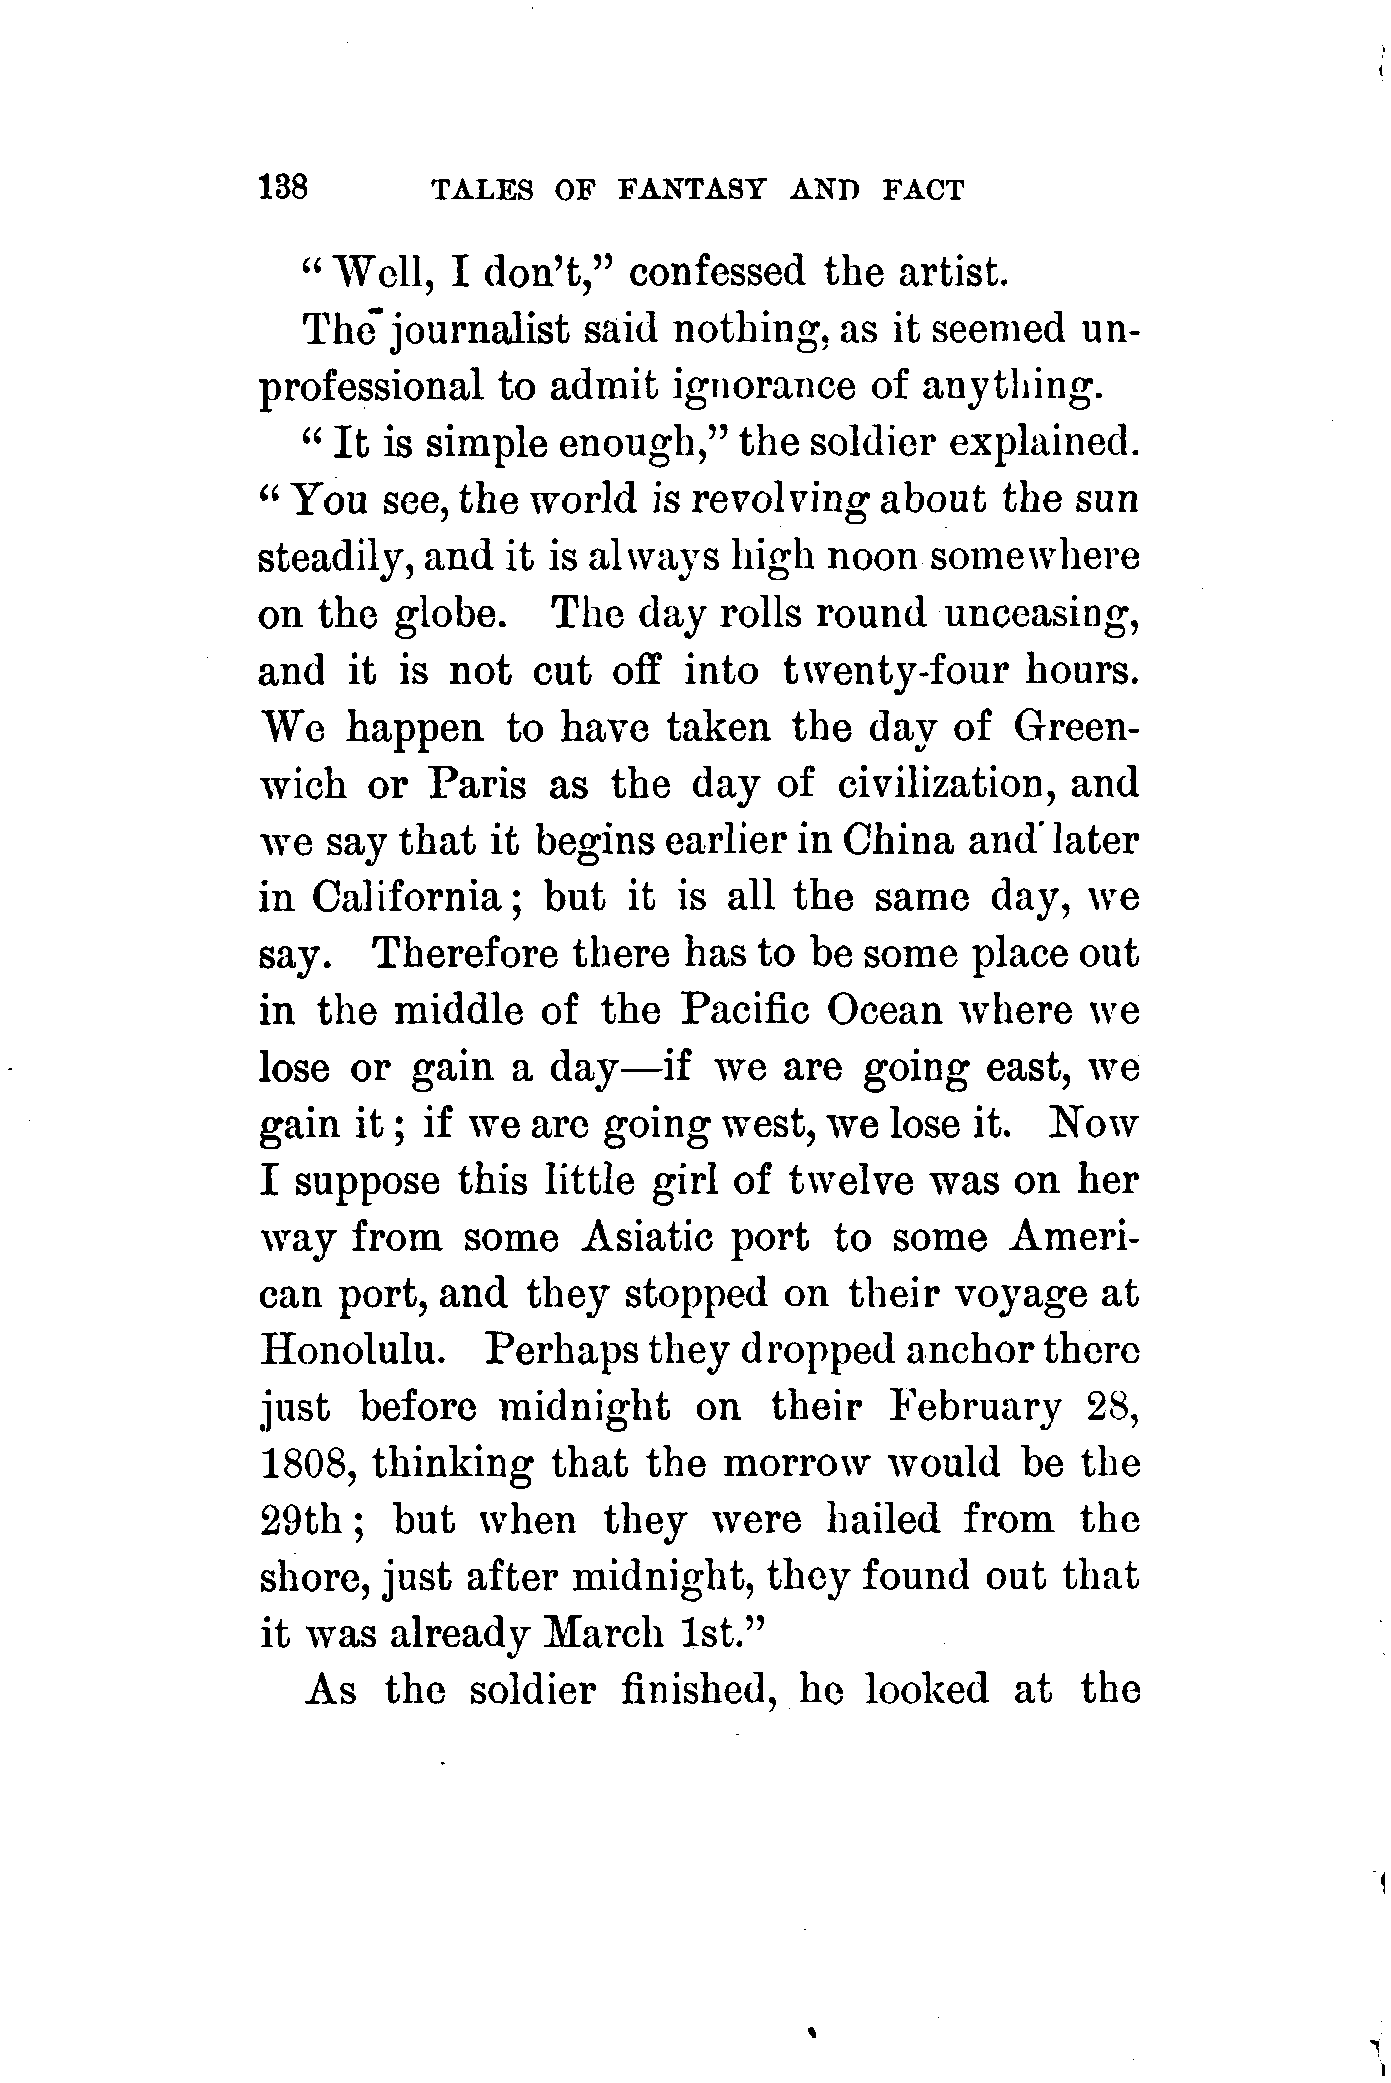 138 TALES OF FANTASY AND FACT
“Well, I don’t,” confessed the artist.
The journalist said nothing, as it seemed un-
professional to admit ignorance of anything.
“It is simple enough,” the soldier explained.
“You see, the world is revolving about the sun
steadily, and it is always high noon somewhere
on the globe. The day rolls round unceasing,
and it is not cut off into twenty-four hours.
We happen to have taken the day of Green-
wich or Paris as the day of civilization, and
we say that it begins earlier in China and later
in California; but it is all the same day, we
say. Therefore there has to be some place out
in the middle of the Pacific Ocean where we
lose or gain a day—if we are going east, we
gain it; if we are going west, we lose it. Now
I suppose this little girl of twelve was on her
way from some Asiatic port to some Ameri-
can port, and they stopped on their voyage at
Honolulu. Perhaps they dropped anchor there
just before midnight on their February 28,
1808, thinking that the morrow would be the
29th; but when they were hailed from the
shore, just after midnight, they found out that
it was already March 1st.”
As the soldier finished, he looked at the